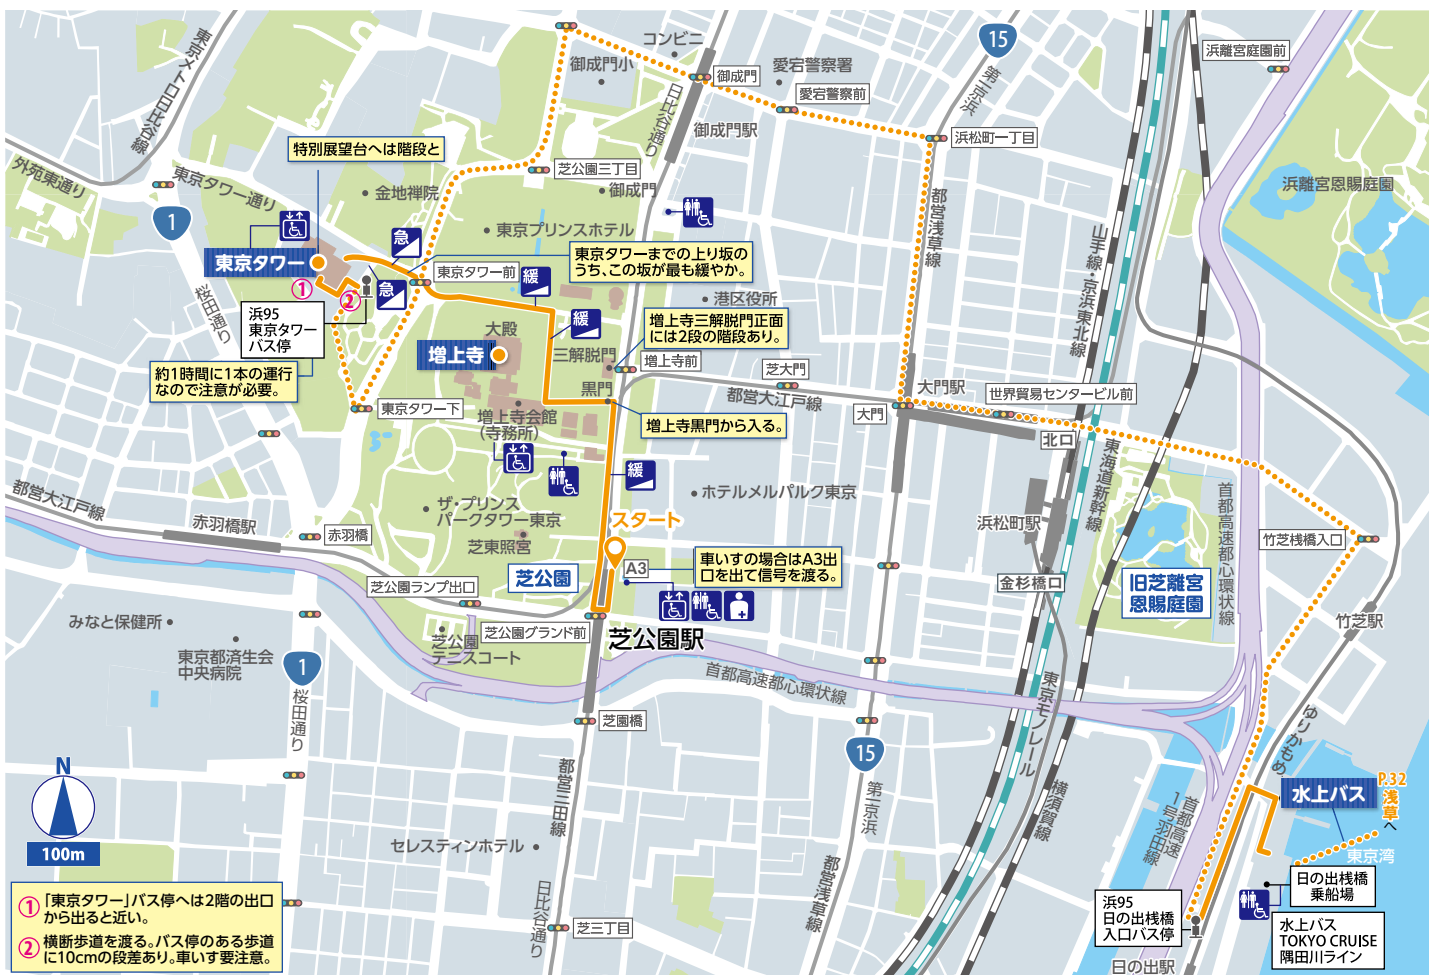 コンビニ
15
第一京浜
浜離宮庭園前
東京メトロ日比谷線
御成門小
御成門
愛宕警察署
愛宕警察前
日比谷通り
御成門駅
浜松町一丁目
特別展望台へは階段と
外苑東通り
東京タワー通り
芝公園三丁目
金地禅院
御成門
浜離宮恩賜庭園
都営浅草線
1
東京プリンスホテル
急
東京タワー
東京タワー前
東京タワーまでの上り坂の
うち、この坂が最も緩やか。
山手線・京浜東北線
①
②
急
緩
桜田通り
浜95
東京タワー
バス停
港区役所
緩
大殿
増上寺三解脱門正面
には2段の階段あり。
増上寺
三解脱門
増上寺前
約1時間に1本の運行
なので注意が必要。
芝大門
大門駅
黒門
都営大江戸線
世界貿易センタービル前
東京タワー下
増上寺会館
(寺務所)
増上寺黒門から入る。
大門
北口
東海道新幹線
緩
都営大江戸線
ホテルメルパルク東京
首都高速都心環状線
ザ・プリンス
パークタワー東京
スタート
浜松町駅
赤羽橋駅
赤羽橋
芝東照宮
竹芝桟橋入口
芝公園
A3
車いすの場合はA3出
口を出て信号を渡る。
芝公園ランプ出口
金杉橋口
旧芝離宮
恩賜庭園
みなと保健所
芝公園
テニスコート
芝公園グランド前
芝公園駅
竹芝駅
東京都済生会
中央病院
1
首都高速都心環状線
東京モノレール
桜田通り
芝園橋
ゆりかもめ
15
N
都営三田線
第一京浜
横須賀線
水上バス
P.32
浅草へ
首都高速
1号羽田線
100m
セレスティンホテル
東京湾
都営浅草線
日の出桟橋
乗船場
①「東京タワー」バス停へは2階の出口
から出ると近い。
②横断歩道を渡る。バス停のある歩道
に10cmの段差あり。車いす要注意。
日比谷通り
芝三丁目
浜95
日の出桟橋
入口バス停
水上バス
TOKYO CRUISE
隅田川ライン
日の出駅